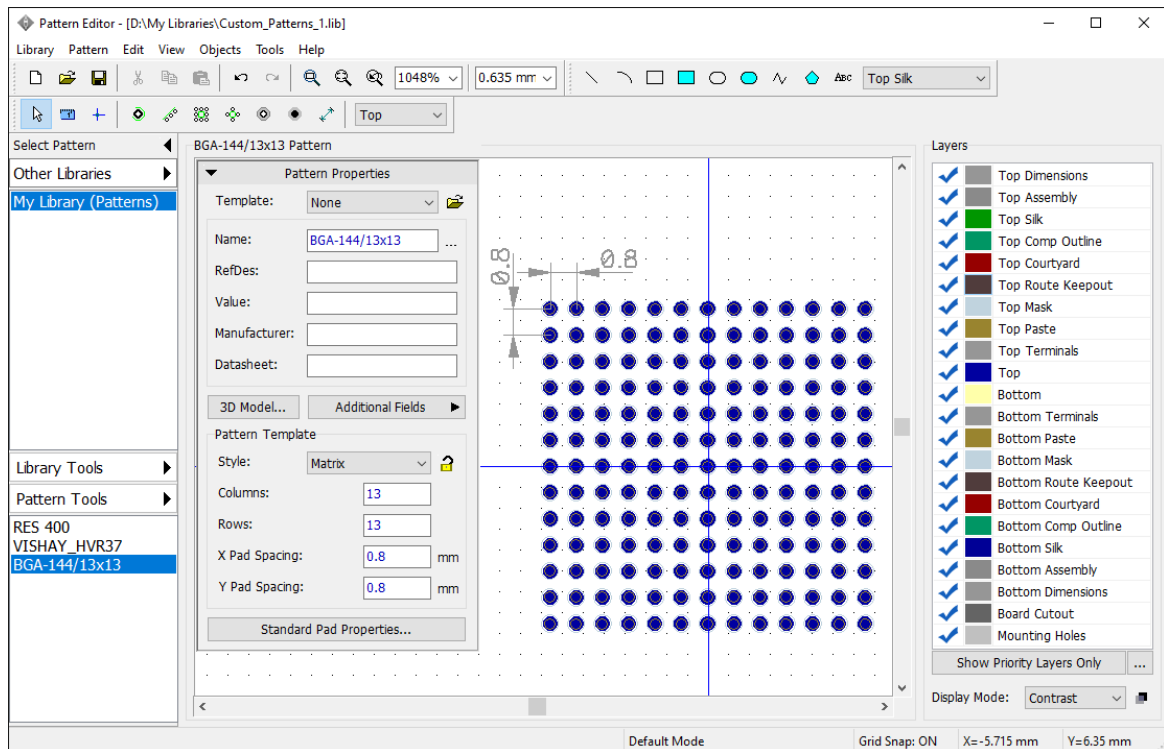 Pattern Editor - [D:\My Libraries\Custom_Patterns_1.lib]
Library Pattern Edit View Objects Tools Help
1048% 0.635 mm ABC Top Silk
Top
Select Pattern
Other Libraries
My Library (Patterns)
Library Tools
Pattern Tools
RES 400
VISHAY_HVR37
BGA-144/13x13
BGA-144/13x13 Pattern
Pattern Properties
Template: None
Name: BGA-144/13x13 ...
RefDes:
Value:
Manufacturer:
Datasheet:
3D Model... Additional Fields
Pattern Template
Style: Matrix
Columns: 13
Rows: 13
X Pad Spacing: 0.8 mm
Y Pad Spacing: 0.8 mm
Standard Pad Properties...
0.8
0.8
Layers
Top Dimensions
Top Assembly
Top Silk
Top Comp Outline
Top Courtyard
Top Route Keepout
Top Mask
Top Paste
Top Terminals
Top
Bottom
Bottom Terminals
Bottom Paste
Bottom Mask
Bottom Route Keepout
Bottom Courtyard
Bottom Comp Outline
Bottom Silk
Bottom Assembly
Bottom Dimensions
Board Cutout
Mounting Holes
Show Priority Layers Only ...
Display Mode: Contrast
Default Mode Grid Snap: ON X=-5.715 mm Y=6.35 mm